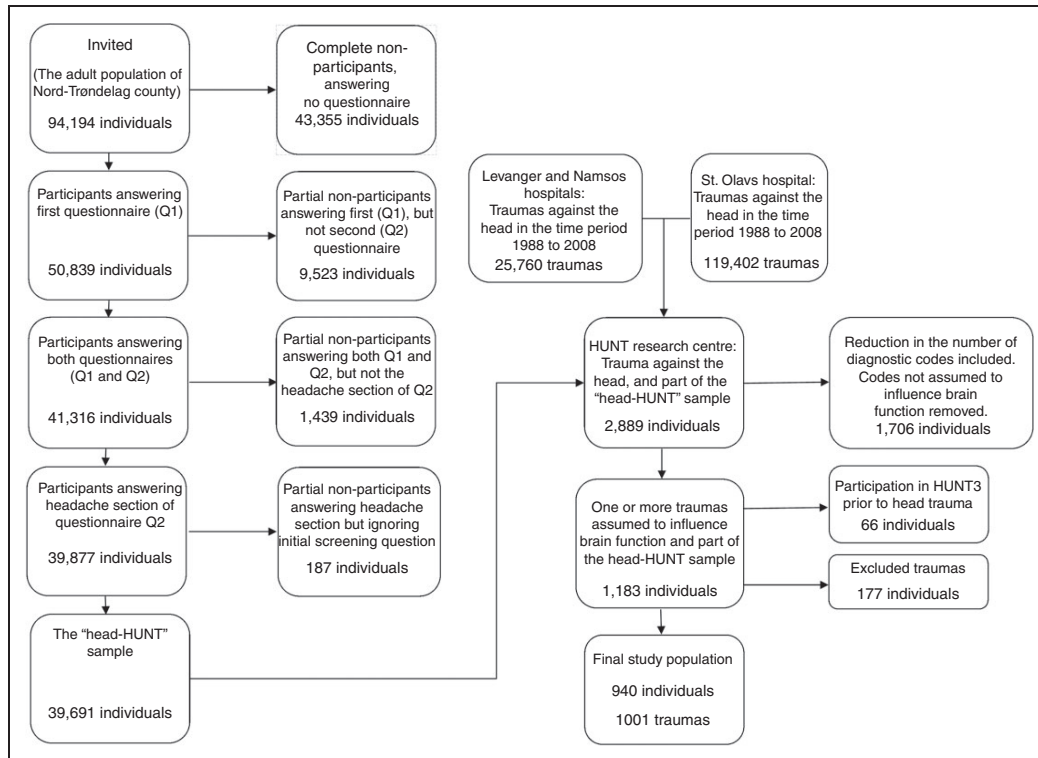 Invited
(The adult population of
Nord-Trøndelag county)
94,194 individuals
Complete non-
participants,
answering
no questionnaire
43,355 individuals
Participants answering
first questionnaire (Q1)
50,839 individuals
Partial non-participants
answering first (Q1), but
not second (Q2)
questionnaire
9,523 individuals
Participants answering
both questionnaires
(Q1 and Q2)
41,316 individuals
Partial non-participants
answering both Q1 and
Q2, but not the
headache section of Q2
1,439 individuals
Participants answering
headache section of
questionnaire Q2
39,877 individuals
Partial non-participants
answering headache
section but ignoring
initial screening question
187 individuals
The “head-HUNT”
sample
39,691 individuals
Levanger and Namsos
hospitals:
Traumas against the
head in the time period
1988 to 2008
25,760 traumas
St. Olavs hospital:
Traumas against the
head in the time
period 1988 to 2008
119,402 traumas
HUNT research centre:
Trauma against the
head, and part of the
“head-HUNT” sample
2,889 individuals
Reduction in the number of
diagnostic codes included.
Codes not assumed to
influence brain
function removed.
1,706 individuals
One or more traumas
assumed to influence
brain function and part of
the head-HUNT sample
1,183 individuals
Participation in HUNT3
prior to head trauma
66 individuals
Excluded traumas
177 individuals
Final study population
940 individuals
1001 traumas